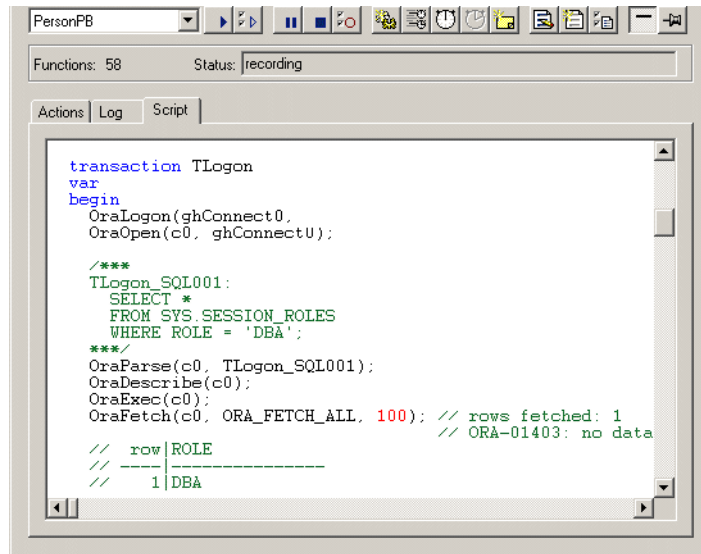 PersonPB
Functions: 58 Status: recording
Actions Log Script
transaction TLogon
var
begin
OraLogon(ghConnect0,
OraOpen(c0, ghConnect0);
/***
TLogon_SQL001:
SELECT *
FROM SYS.SESSION_ROLES
WHERE ROLE = 'DBA';
***/
OraParse(c0, TLogon_SQL001);
OraDescribe(c0);
OraExec(c0);
OraFetch(c0, ORA_FETCH_ALL, 100); // rows fetched: 1
// ORA-01403: no data
// row|ROLE
// ----|---------------
// 1|DBA